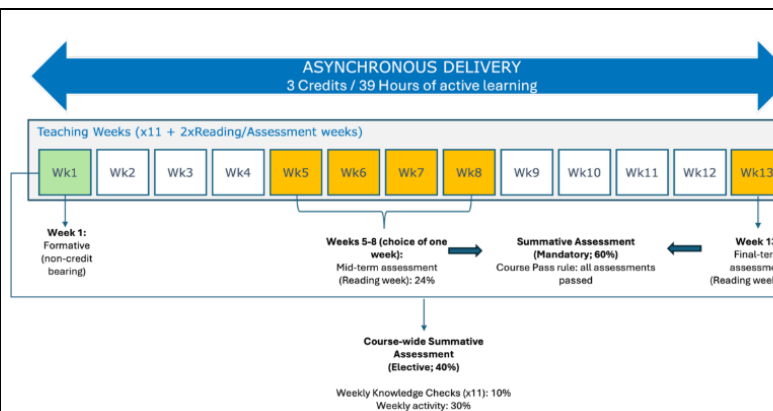 ASYNCHRONOUS DELIVERY
3 Credits / 39 Hours of active learning
Teaching Weeks (x11 + 2xReading/Assessment weeks)
Wk1 Wk2 Wk3 Wk4 Wk5 Wk6 Wk7 Wk8 Wk9 Wk10 Wk11 Wk12 Wk13
Week 1:
Formative
(non-credit
bearing)
Weeks 5-8 (choice of one
week):
Mid-term assessment
(Reading week): 24%
Summative Assessment
(Mandatory; 60%)
Course Pass rule: all assessments
passed
Week
Final-ter
assessm
(Reading week
Course-wide Summative
Assessment
(Elective; 40%)
Weekly Knowledge Checks (x11): 10%
Weekly activity: 30%